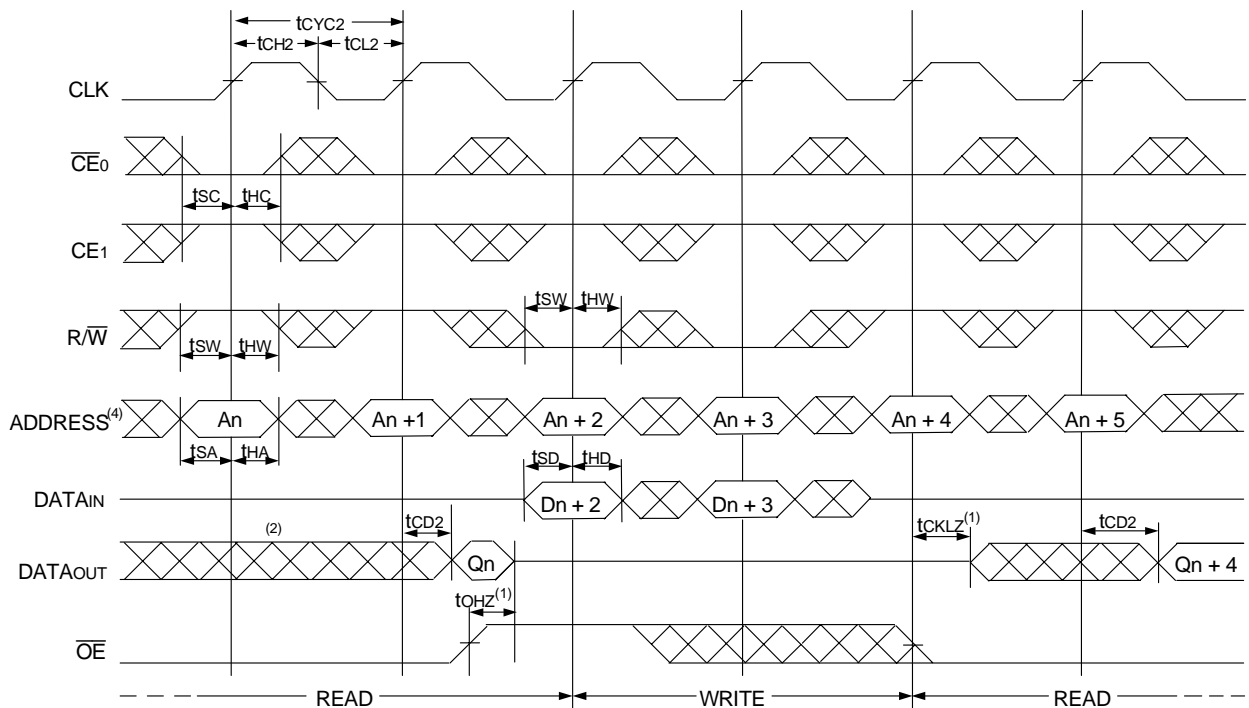 tCYC2
tCH2 tCL2
CLK
CE0
tSC tHC
CE1
tSW tHW
R/W
tSW tHW
ADDRESS(4) An An +1 An + 2 An + 3 An + 4 An + 5
tSA tHA
tSD tHD
DATAIN Dn + 2 Dn + 3
(2) tCD2 tCKLZ(1) tCD2
DATAOUT Qn Qn + 4
tOHZ(1)
OE
READ WRITE READ